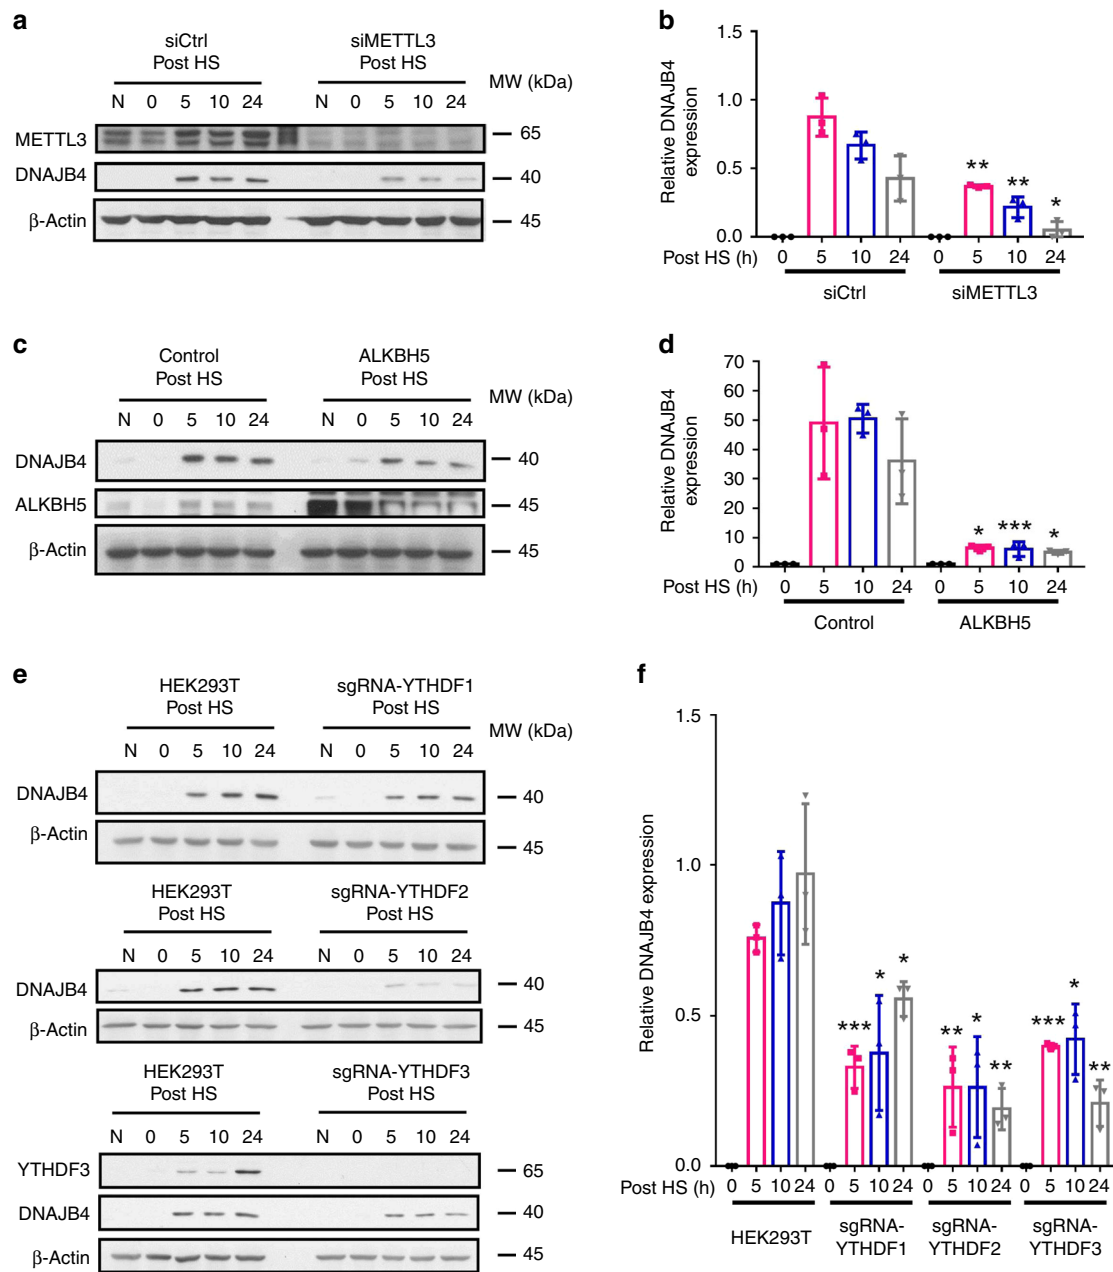 a
siCtrl
Post HS
siMETTL3
Post HS
MW (kDa)
N 0 5 10 24 N 0 5 10 24
METTL3 65
DNAJB4 40
β-Actin 45
b
Relative DNAJB4
expression
1.5
1.0
0.5
0.0
** ** *
Post HS (h) 0 5 10 24 0 5 10 24
siCtrl siMETTL3
c
Control
Post HS
ALKBH5
Post HS
MW (kDa)
N 0 5 10 24 N 0 5 10 24
DNAJB4 40
ALKBH5 45
β-Actin 45
d
Relative DNAJB4
expression
70
60
50
40
30
20
10
0
* *** *
Post HS (h) 0 5 10 24 0 5 10 24
Control ALKBH5
e
HEK293T
Post HS
sgRNA-YTHDF1
Post HS
MW (kDa)
N 0 5 10 24 N 0 5 10 24
DNAJB4 40
β-Actin 45
HEK293T
Post HS
sgRNA-YTHDF2
Post HS
N 0 5 10 24 N 0 5 10 24
DNAJB4 40
β-Actin 45
HEK293T
Post HS
sgRNA-YTHDF3
Post HS
N 0 5 10 24 N 0 5 10 24
YTHDF3 65
DNAJB4 40
β-Actin 45
f
Relative DNAJB4 expression
1.5
1.0
0.5
0.0
*** * * ** * ** *** * **
Post HS (h) 0 5 10 24 0 5 10 24 0 5 10 24 0 5 10 24
HEK293T
sgRNA-
YTHDF1
sgRNA-
YTHDF2
sgRNA-
YTHDF3